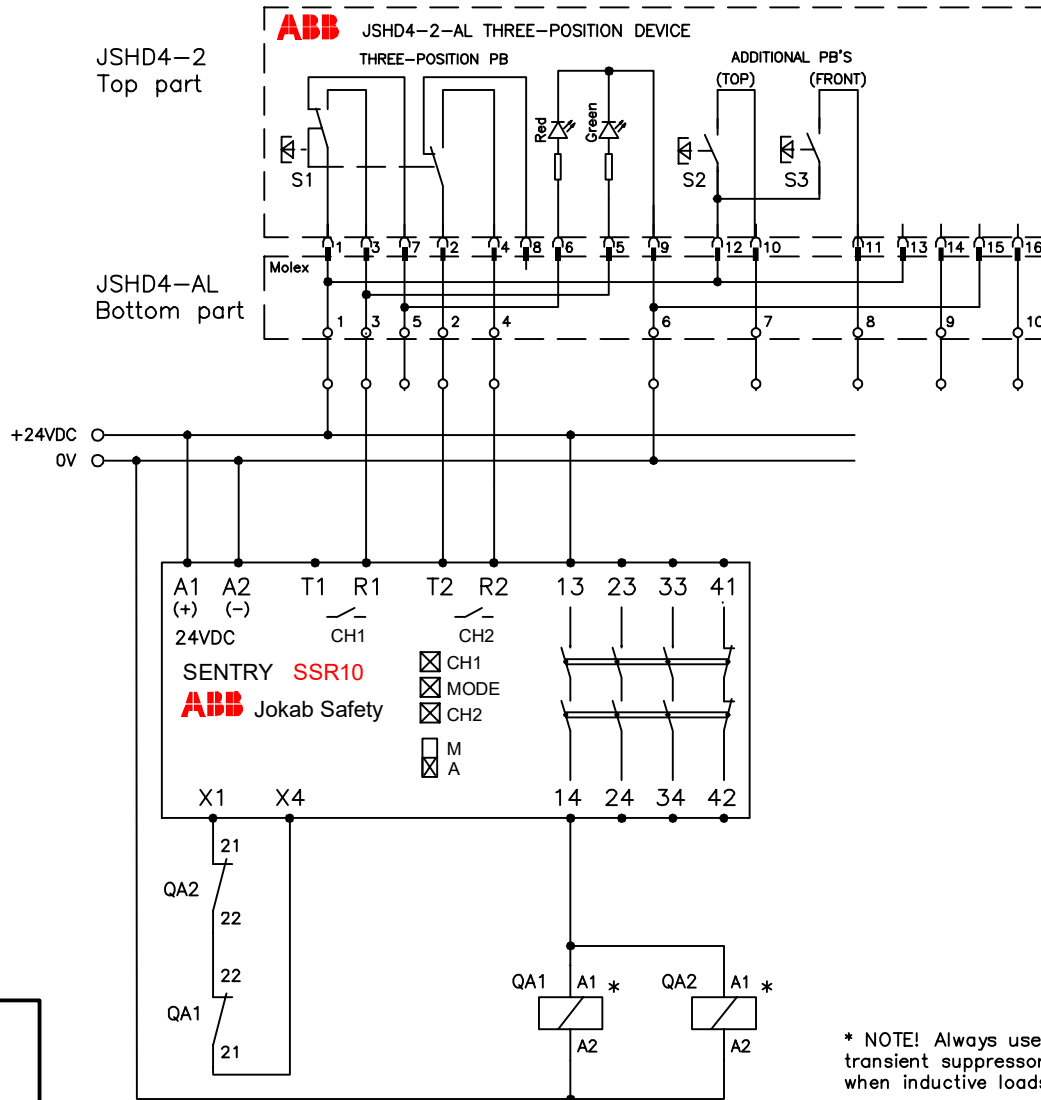 ABB JSHD4-2-AL THREE-POSITION DEVICE
JSHD4-2
Top part
THREE-POSITION PB
ADDITIONAL PB'S
(TOP) (FRONT)
Red Green
S1 S2 S3
1 3 7 2 4 8 6 5 9 12 10 11 13 14 15 16
Molex
JSHD4-AL
Bottom part
1 3 5 2 4 6 7 8 9 10
+24VDC
0V
A1 A2 T1 R1 T2 R2 13 23 33 41
(+) (-)
24VDC CH1 CH2
SENTRY SSR10
ABB Jokab Safety
CH1
MODE
CH2
M
A
X1 X4 14 24 34 42
21
QA2
22
22
QA1
21
QA1 A1 * QA2 A1 *
A2 A2
* NOTE! Always use
transient suppressor
when inductive loads